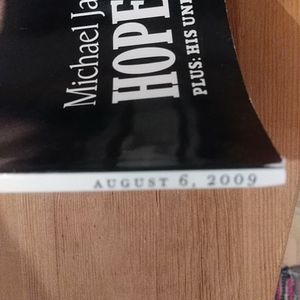 Michael Ja
HOPE
PLUS: HIS UN
AUGUST 6, 2009